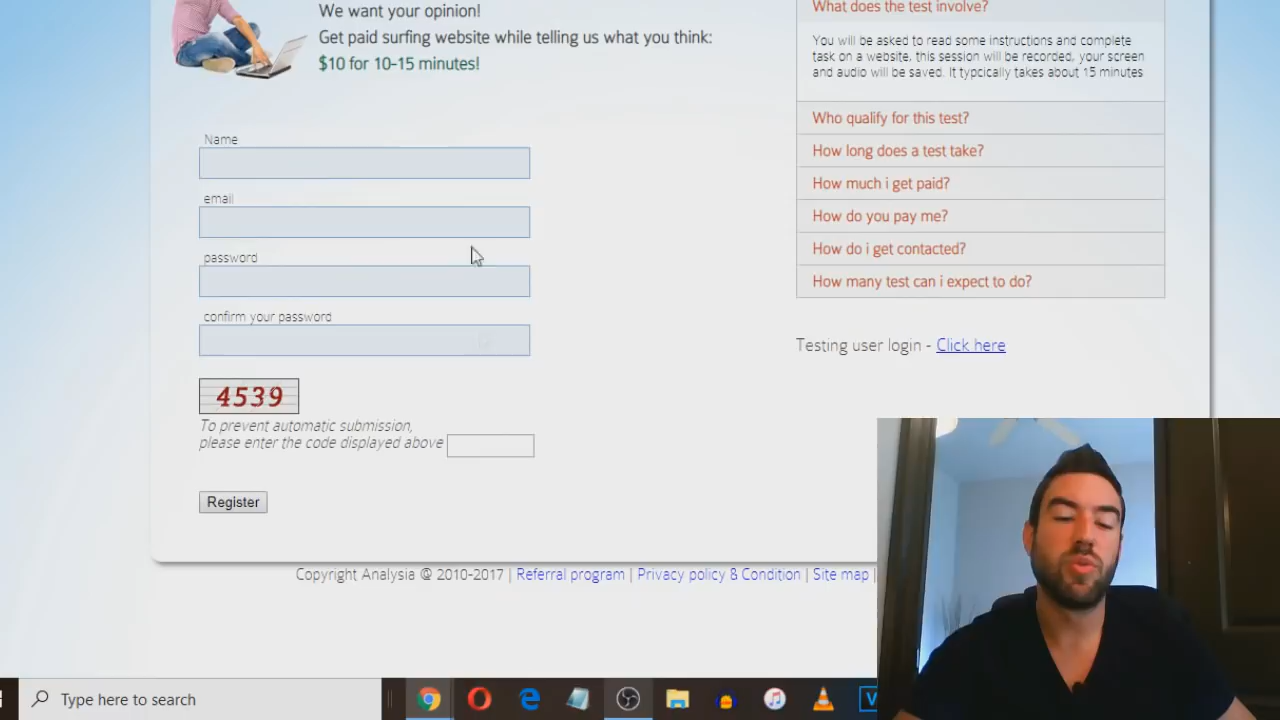 We want your opinion!
Get paid surfing website while telling us what you think:
$10 for 10-15 minutes!
Name
email
password
confirm your password
4539
To prevent automatic submission,
please enter the code displayed above
Register
What does the test involve?
You will be asked to read some instructions and complete
task on a website, this session will be recorded, your screen
and audio will be saved. It typcically takes about 15 minutes
Who qualify for this test?
How long does a test take?
How much i get paid?
How do you pay me?
How do i get contacted?
How many test can i expect to do?
Testing user login - Click here
Copyright Analysia @ 2010-2017 | Referral program | Privacy policy & Condition | Site map |
Type here to search
V